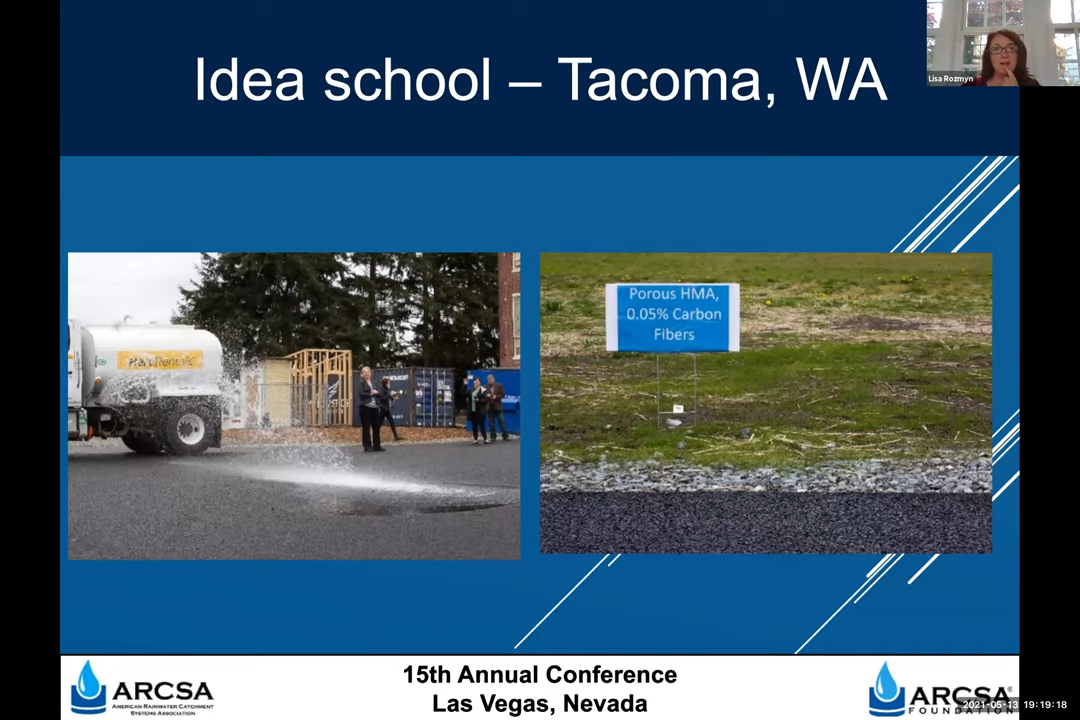 Idea school – Tacoma, WA
Lisa Rozmyn
Porous HMA,
0.05% Carbon
Fibers
15th Annual Conference
Las Vegas, Nevada
ARCSA
AMERICAN RAINWATER CATCHMENT
SYSTEMS ASSOCIATION
ARCSA®
FOUNDATION
2021-05-13 19:19:18